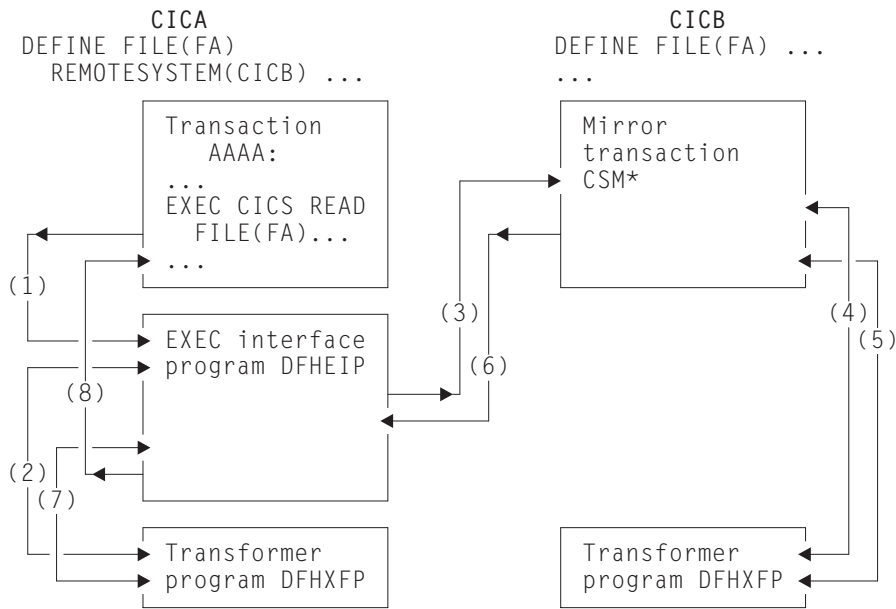 CICA
DEFINE FILE(FA)
REMOTESYSTEM(CICB) ...
CICB
DEFINE FILE(FA) ...
...
Transaction
AAAA:
...
EXEC CICS READ
FILE(FA)...
...
Mirror
transaction
CSM*
(1)
(3)
(4)
(5)
EXEC interface
program DFHEIP
(6)
(8)
(2)
(7)
Transformer
program DFHXFP
Transformer
program DFHXFP